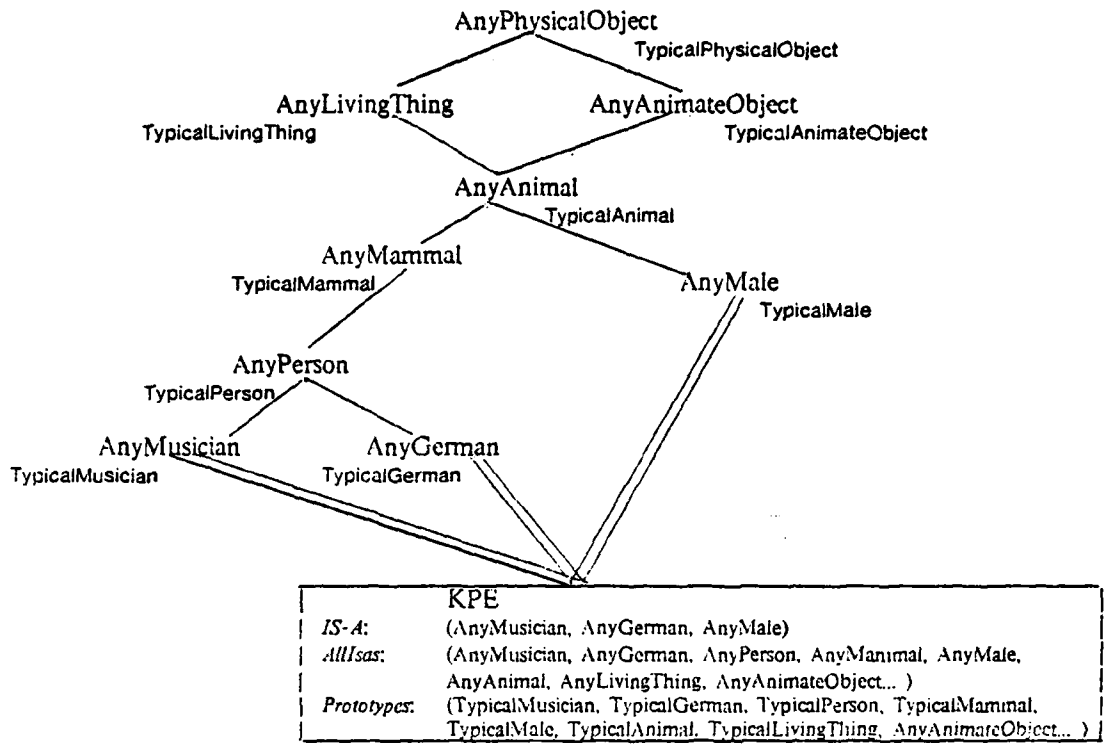 AnyPhysicalObject
TypicalPhysicalObject
AnyLivingThing
AnyAnimateObject
TypicalLivingThing
TypicalAnimateObject
AnyAnimal
TypicalAnimal
AnyMammal
TypicalMammal
AnyMale
TypicalMale
AnyPerson
TypicalPerson
AnyMusician
AnyGerman
TypicalMusician
TypicalGerman
KPE
IS-A: (AnyMusician, AnyGerman, AnyMale)
AllIsas: (AnyMusician, AnyGerman, AnyPerson, AnyMammal, AnyMale,
AnyAnimal, AnyLivingThing, AnyAnimateObject... )
Prototypes: (TypicalMusician, TypicalGerman, TypicalPerson, TypicalMammal,
TypicalMale, TypicalAnimal, TypicalLivingThing, AnyAnimateObject... )